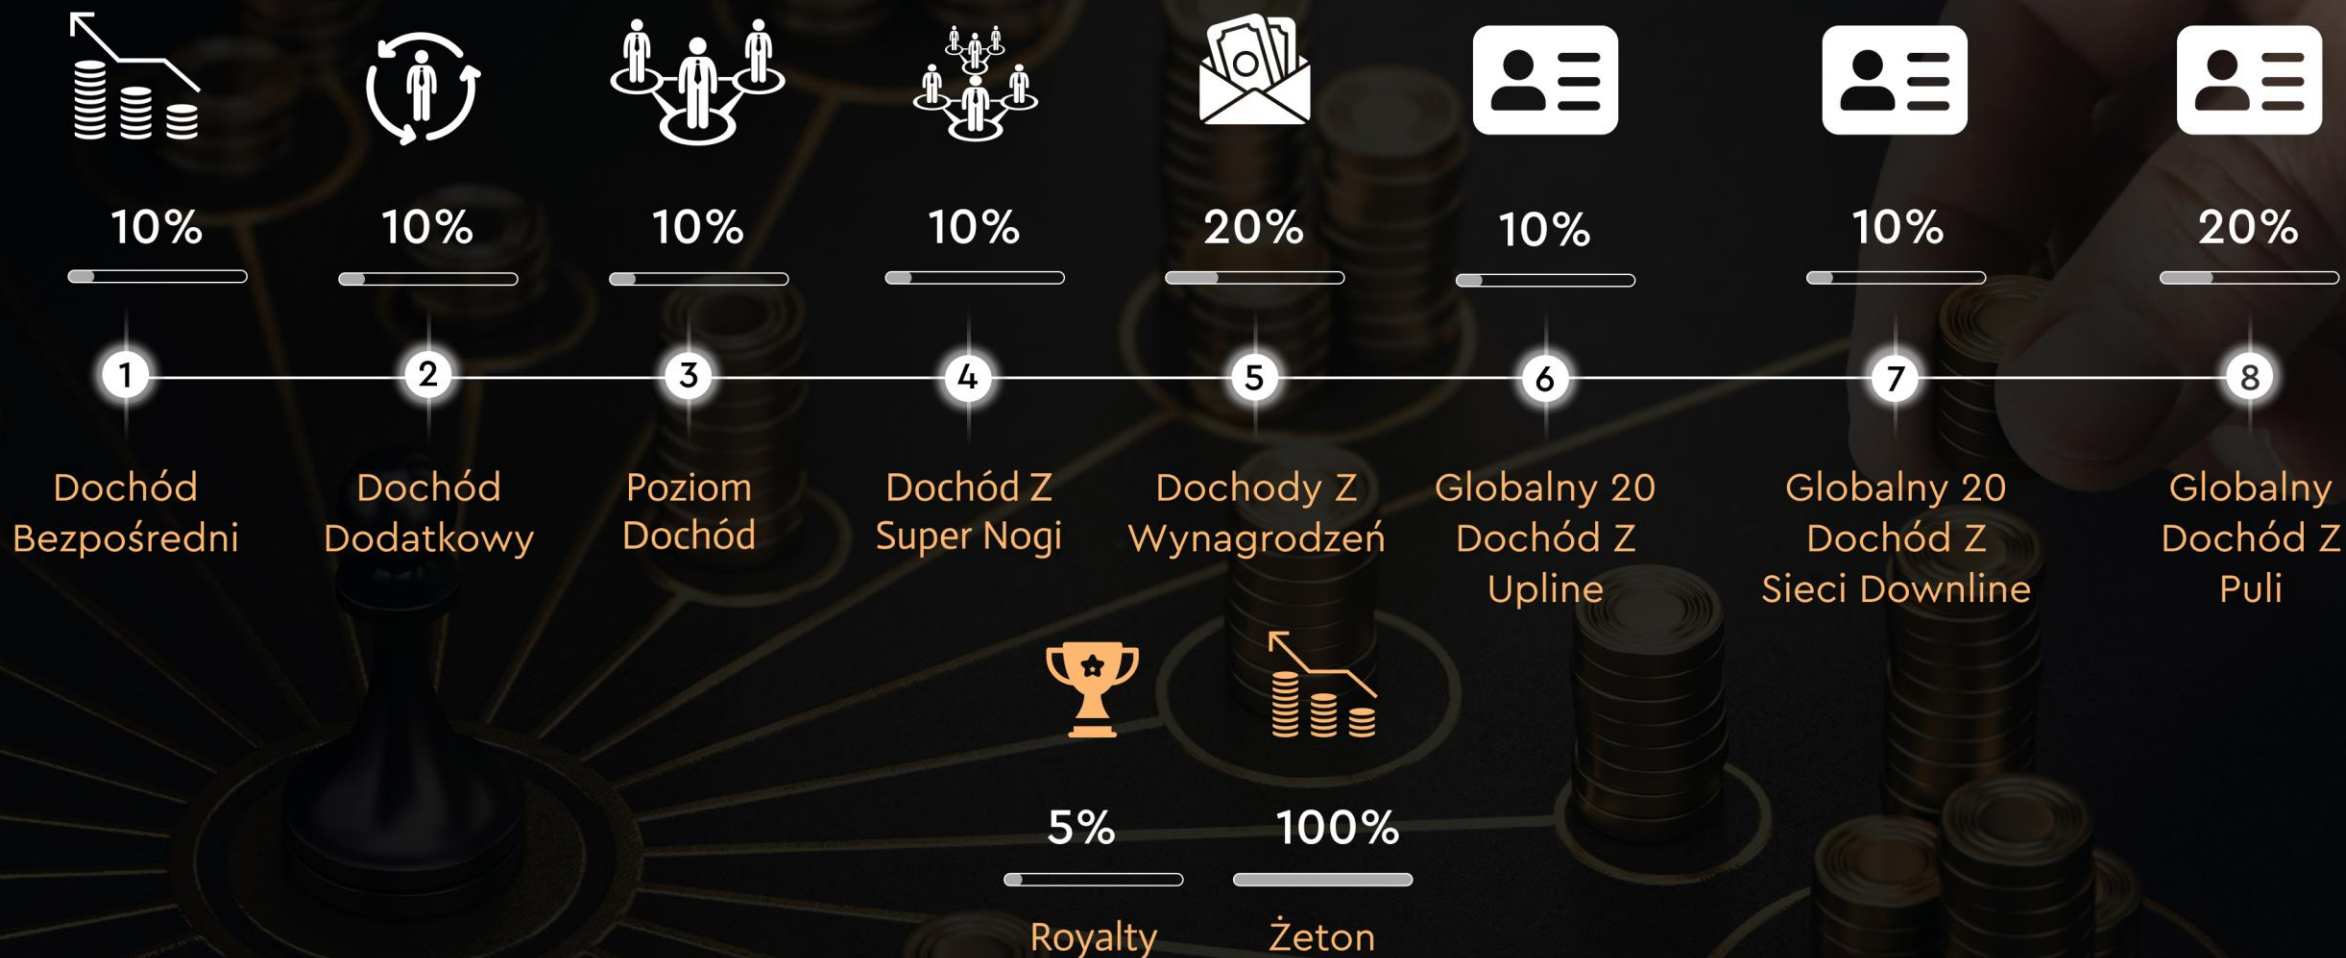 10%
10%
10%
10%
20%
10%
10%
20%
1
2
3
4
5
6
7
8
Dochód
Bezpośredni
Dochód
Dodatkowy
Poziom
Dochód
Dochód Z
Super Nogi
Dochody Z
Wynagrodzeń
Globalny 20
Dochód Z
Upline
Globalny 20
Dochód Z
Sieci Downline
Globalny
Dochód Z
Puli
5%
100%
Royalty
Żeton